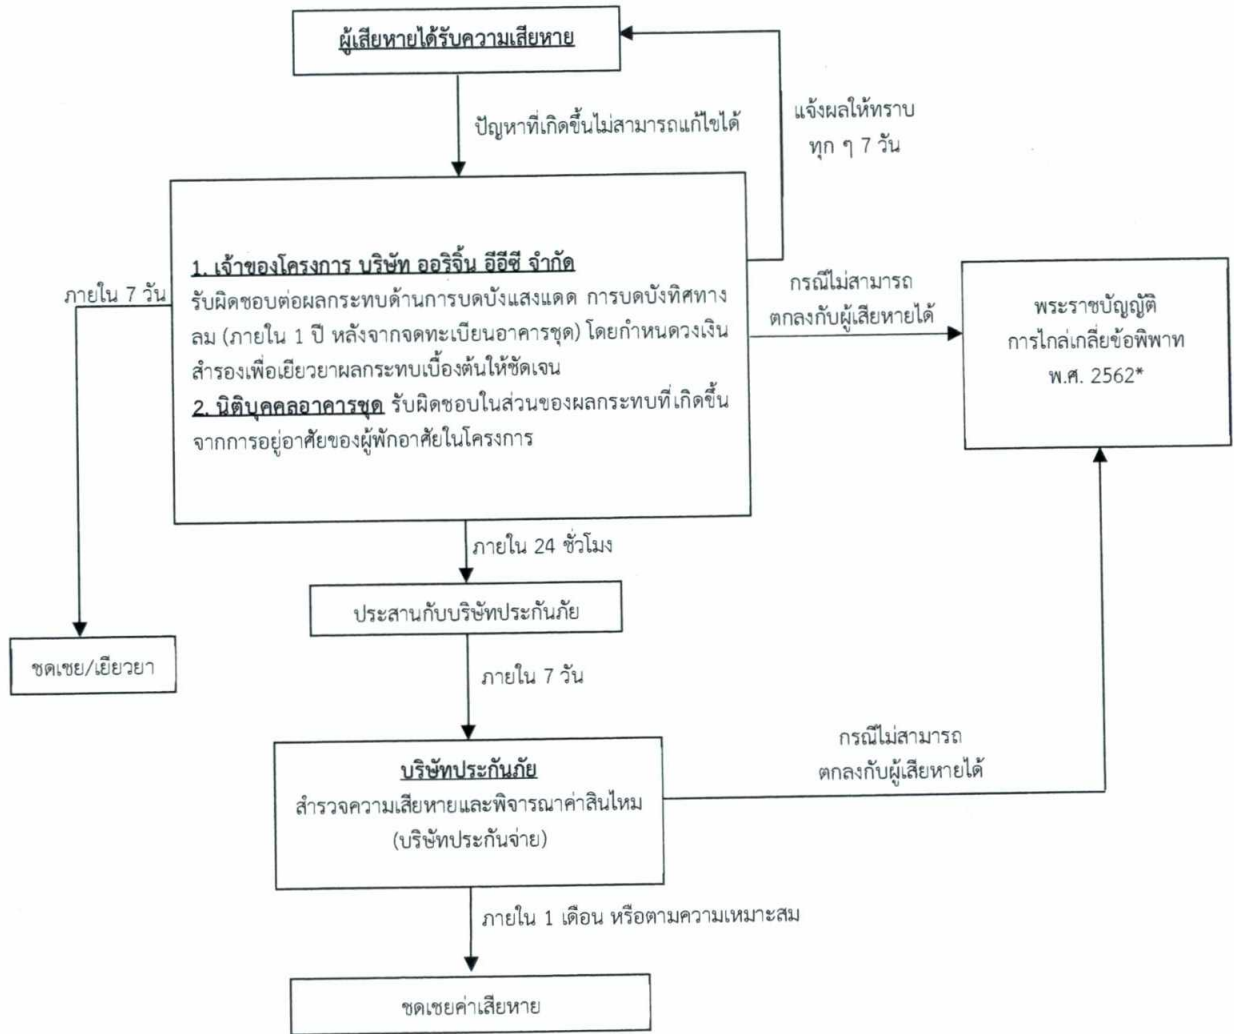 ผู้เสียหายได้รับความเสียหาย
แจ้งผลให้ทราบ
ทุก ๆ 7 วัน
ปัญหาที่เกิดขึ้นไม่สามารถแก้ไขได้
1. เจ้าของโครงการ บริษัท ออริจิ้น อีอีซี จำกัด
รับผิดชอบต่อผลกระทบด้านการบดบังแสงแดด การบดบังทิศทาง
ลม (ภายใน 1 ปี หลังจากจดทะเบียนอาคารชุด) โดยกำหนดวงเงิน
สำรองเพื่อเยียวยาผลกระทบเบื้องต้นให้ชัดเจน
2. นิติบุคคลอาคารชุด รับผิดชอบในส่วนของผลกระทบที่เกิดขึ้น
จากการอยู่อาศัยของผู้พักอาศัยในโครงการ
ภายใน 7 วัน
กรณีไม่สามารถ
ตกลงกับผู้เสียหายได้
พระราชบัญญัติ
การไกล่เกลี่ยข้อพิพาท
พ.ศ. 2562*
ภายใน 24 ชั่วโมง
ประสานกับบริษัทประกันภัย
ชดเชย/เยียวยา
ภายใน 7 วัน
บริษัทประกันภัย
สำรวจความเสียหายและพิจารณาค่าสินไหม
(บริษัทประกันจ่าย)
กรณีไม่สามารถ
ตกลงกับผู้เสียหายได้
ภายใน 1 เดือน หรือตามความเหมาะสม
ชดเชยค่าเสียหาย